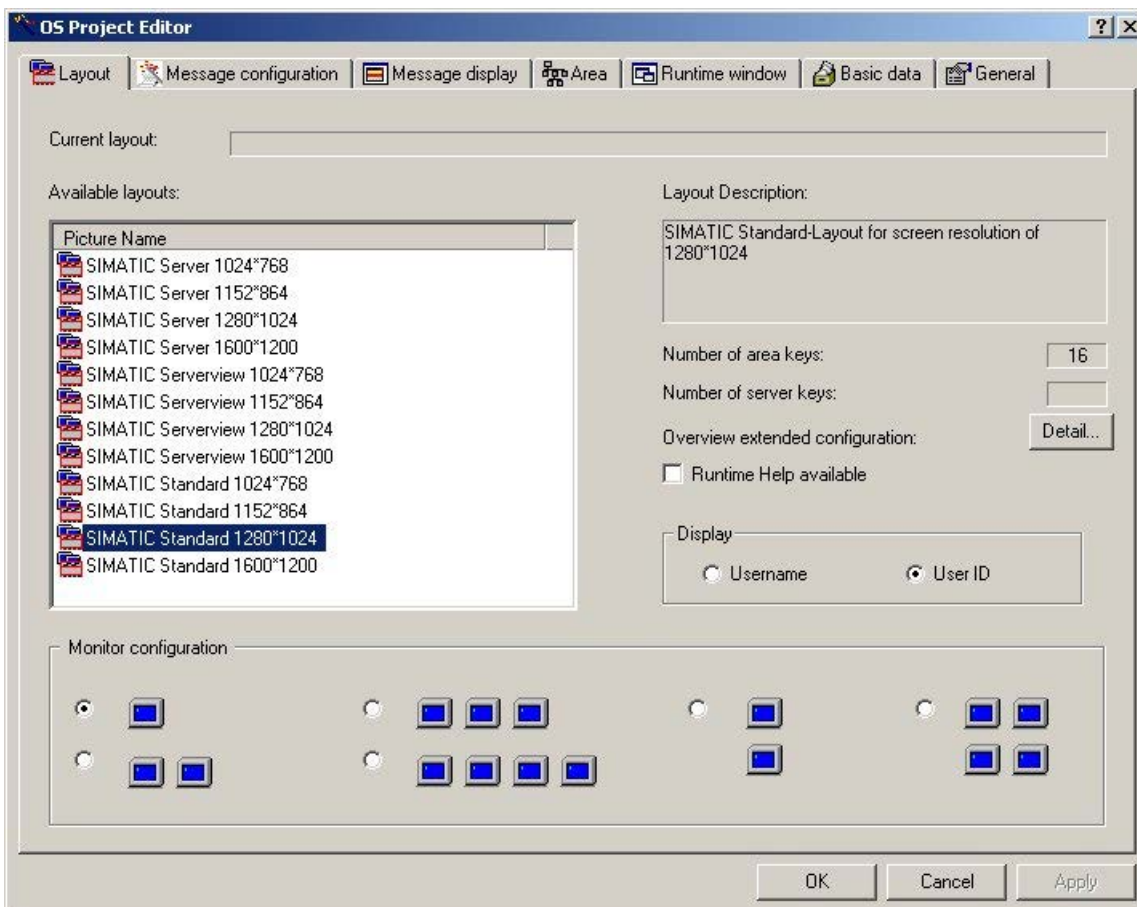 OS Project Editor
Layout Message configuration Message display Area Runtime window Basic data General
Current layout:
Available layouts:
Picture Name
SIMATIC Server 1024*768
SIMATIC Server 1152*864
SIMATIC Server 1280*1024
SIMATIC Server 1600*1200
SIMATIC Serverview 1024*768
SIMATIC Serverview 1152*864
SIMATIC Serverview 1280*1024
SIMATIC Serverview 1600*1200
SIMATIC Standard 1024*768
SIMATIC Standard 1152*864
SIMATIC Standard 1280*1024
SIMATIC Standard 1600*1200
Layout Description:
SIMATIC Standard-Layout for screen resolution of
1280*1024
Number of area keys: 16
Number of server keys:
Overview extended configuration: Detail...
Runtime Help available
Display
Username User ID
Monitor configuration
OK Cancel Apply